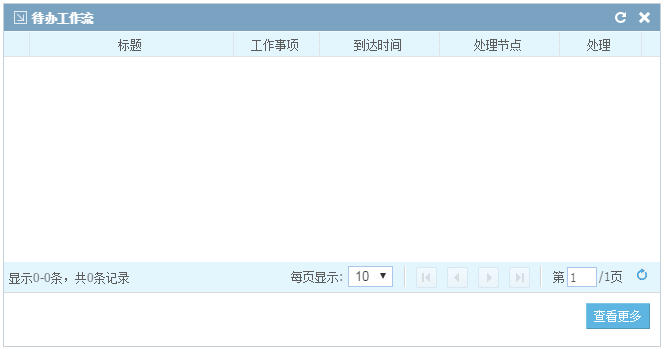 待办工作流
标题 工作事项 到达时间 处理节点 处理
显示0-0条，共0条记录 每页显示: 10 第 1 /1页
查看更多